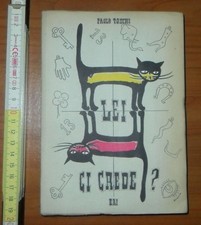 PAOLO TOSCHI
LEI
CI CREDE?
ERI